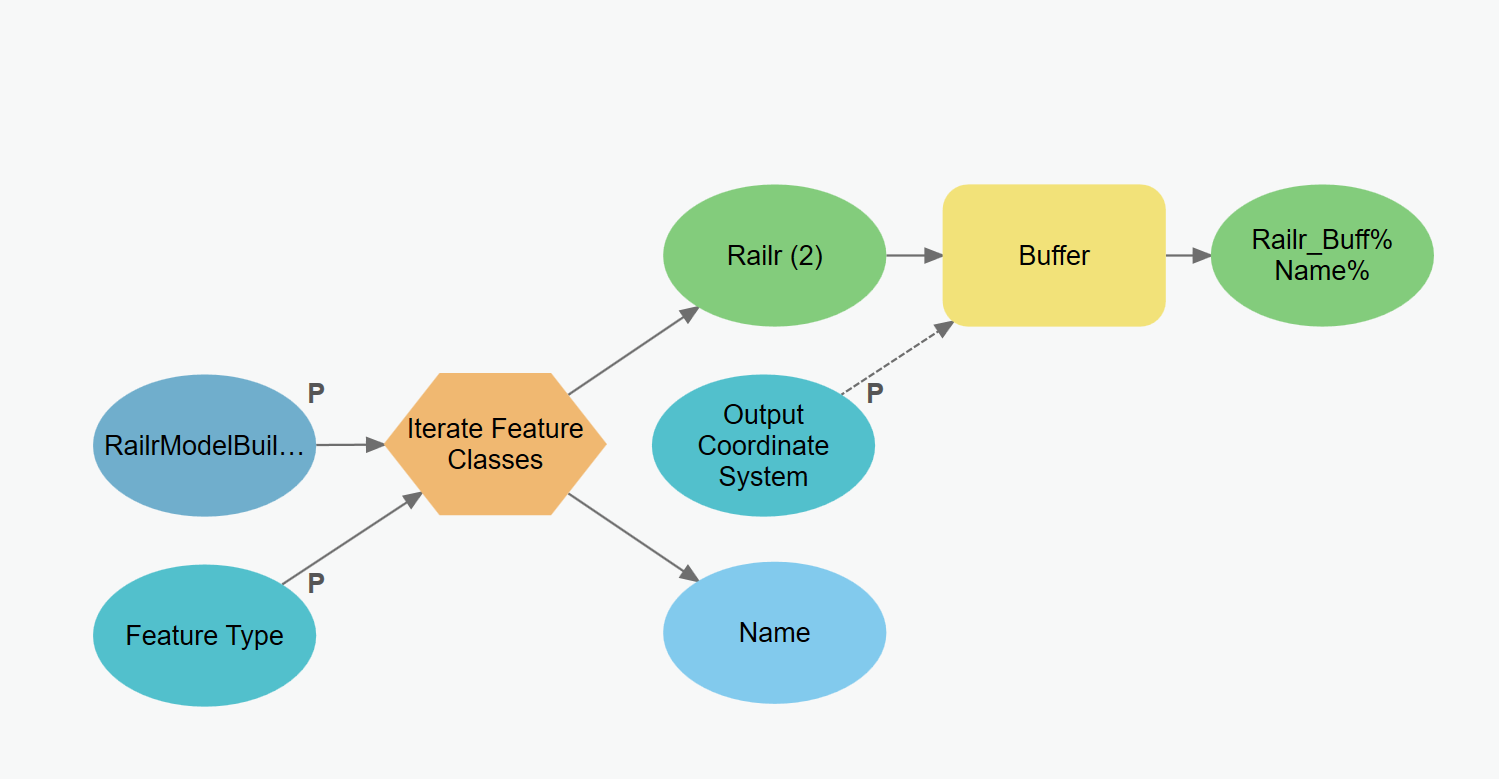 Railr (2)
Buffer
Railr_Buff%
Name%
P
RailrModelBuil…
Iterate Feature
Classes
P
Output
Coordinate
System
P
Feature Type
Name